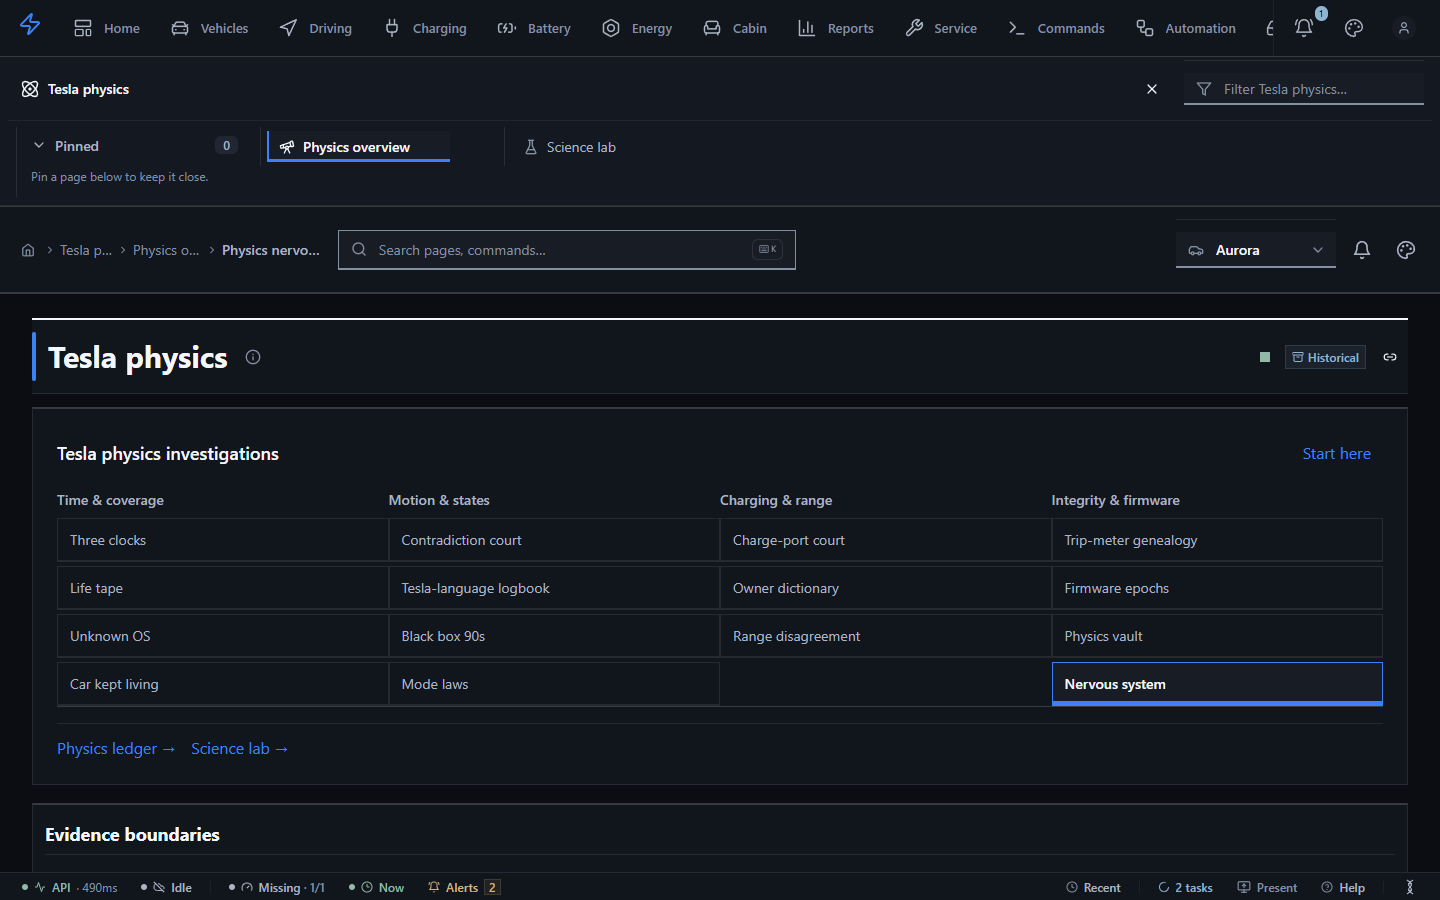 Home Vehicles Driving Charging Battery Energy Cabin Reports Service Commands Automation 1
Tesla physics Filter Tesla physics...
Pinned 0 Physics overview Science lab
Pin a page below to keep it close.
Tesla p... Physics o... Physics nervo... Search pages, commands... K Aurora
Tesla physics Historical
Tesla physics investigations Start here
Time & coverage Motion & states Charging & range Integrity & firmware
Three clocks Contradiction court Charge-port court Trip-meter genealogy
Life tape Tesla-language logbook Owner dictionary Firmware epochs
Unknown OS Black box 90s Range disagreement Physics vault
Car kept living Mode laws Nervous system
Physics ledger → Science lab →
Evidence boundaries
API · 490ms Idle Missing · 1/1 Now Alerts 2 Recent 2 tasks Present Help